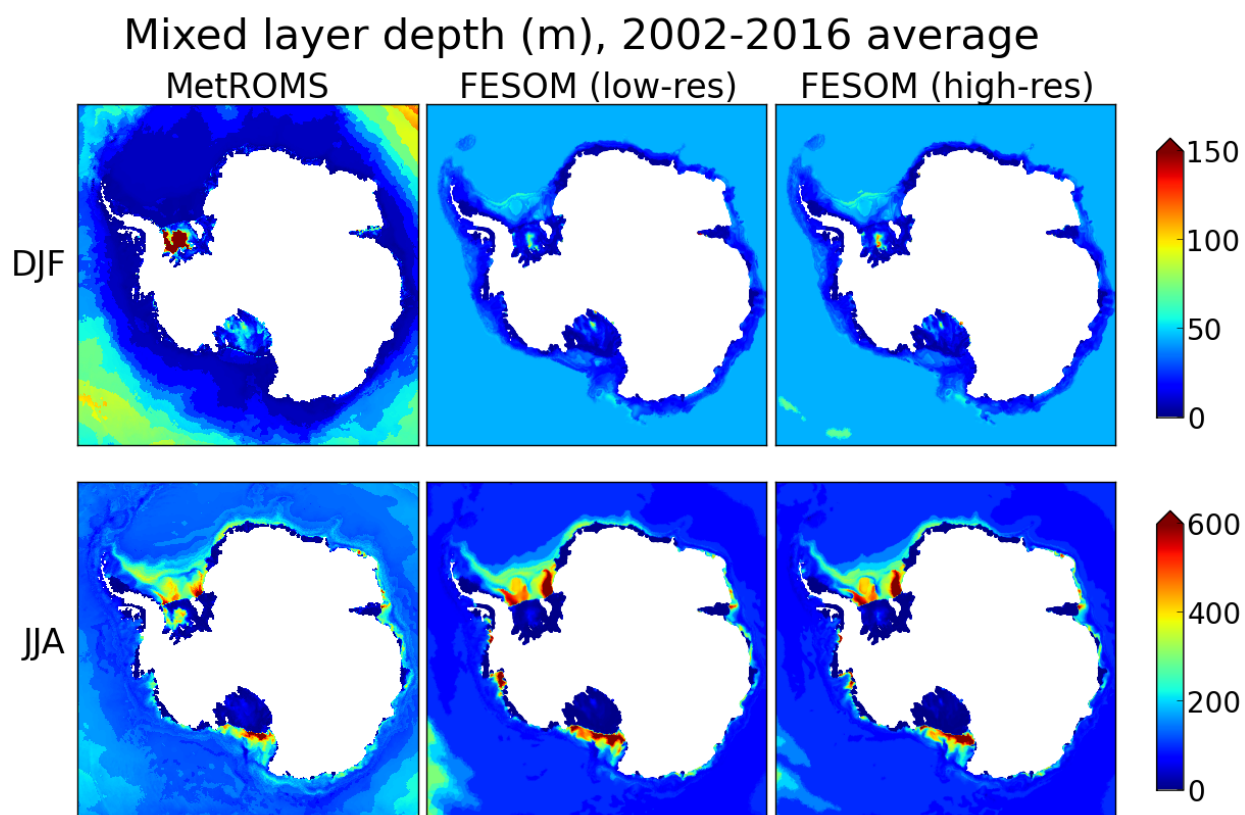 Mixed layer depth (m), 2002-2016 average
MetROMS FESOM (low-res) FESOM (high-res)
DJF
150
100
50
0
JJA
600
400
200
0